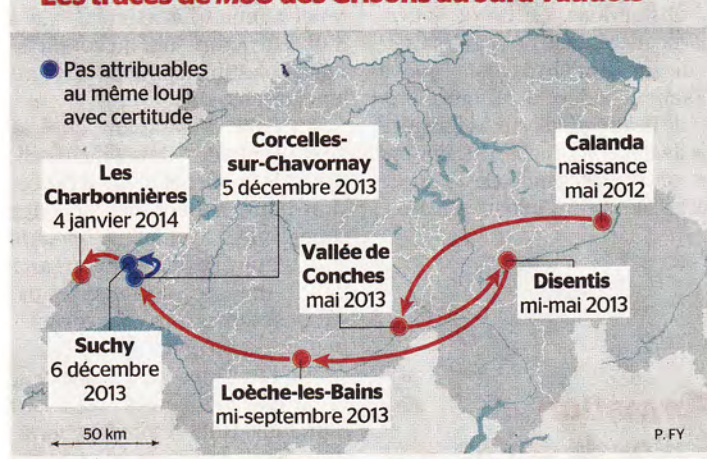 Pas attribuables
au même loup
avec certitude
Corcelles-
sur-Chavornay
5 décembre 2013
Calanda
naissance
mai 2012
Les
Charbonnières
4 janvier 2014
Vallée de
Conches
mai 2013
Disentis
mi-mai 2013
Suchy
6 décembre
2013
Loèche-les-Bains
mi-septembre 2013
50 km
P. FY